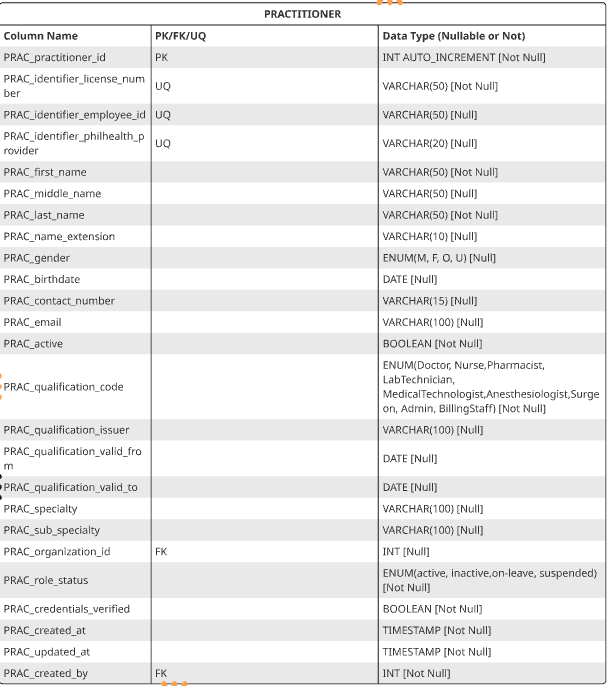 PRACTITIONER
Column Name PK/FK/UQ Data Type (Nullable or Not)
PRAC_practitioner_id PK INT AUTO_INCREMENT [Not Null]
PRAC_identifier_license_num
ber UQ VARCHAR(50) [Not Null]
PRAC_identifier_employee_id UQ VARCHAR(50) [Null]
PRAC_identifier_philhealth_p
rovider UQ VARCHAR(20) [Null]
PRAC_first_name VARCHAR(50) [Not Null]
PRAC_middle_name VARCHAR(50) [Null]
PRAC_last_name VARCHAR(50) [Not Null]
PRAC_name_extension VARCHAR(10) [Null]
PRAC_gender ENUM(M, F, O, U) [Null]
PRAC_birthdate DATE [Null]
PRAC_contact_number VARCHAR(15) [Null]
PRAC_email VARCHAR(100) [Null]
PRAC_active BOOLEAN [Not Null]
PRAC_qualification_code ENUM(Doctor, Nurse,Pharmacist,
LabTechnician,
MedicalTechnologist,Anesthesiologist,Surge
on, Admin, BillingStaff) [Not Null]
PRAC_qualification_issuer VARCHAR(100) [Null]
PRAC_qualification_valid_fro
m DATE [Null]
PRAC_qualification_valid_to DATE [Null]
PRAC_specialty VARCHAR(100) [Null]
PRAC_sub_specialty VARCHAR(100) [Null]
PRAC_organization_id FK INT [Null]
PRAC_role_status ENUM(active, inactive,on-leave, suspended)
[Not Null]
PRAC_credentials_verified BOOLEAN [Not Null]
PRAC_created_at TIMESTAMP [Not Null]
PRAC_updated_at TIMESTAMP [Not Null]
PRAC_created_by FK INT [Not Null]